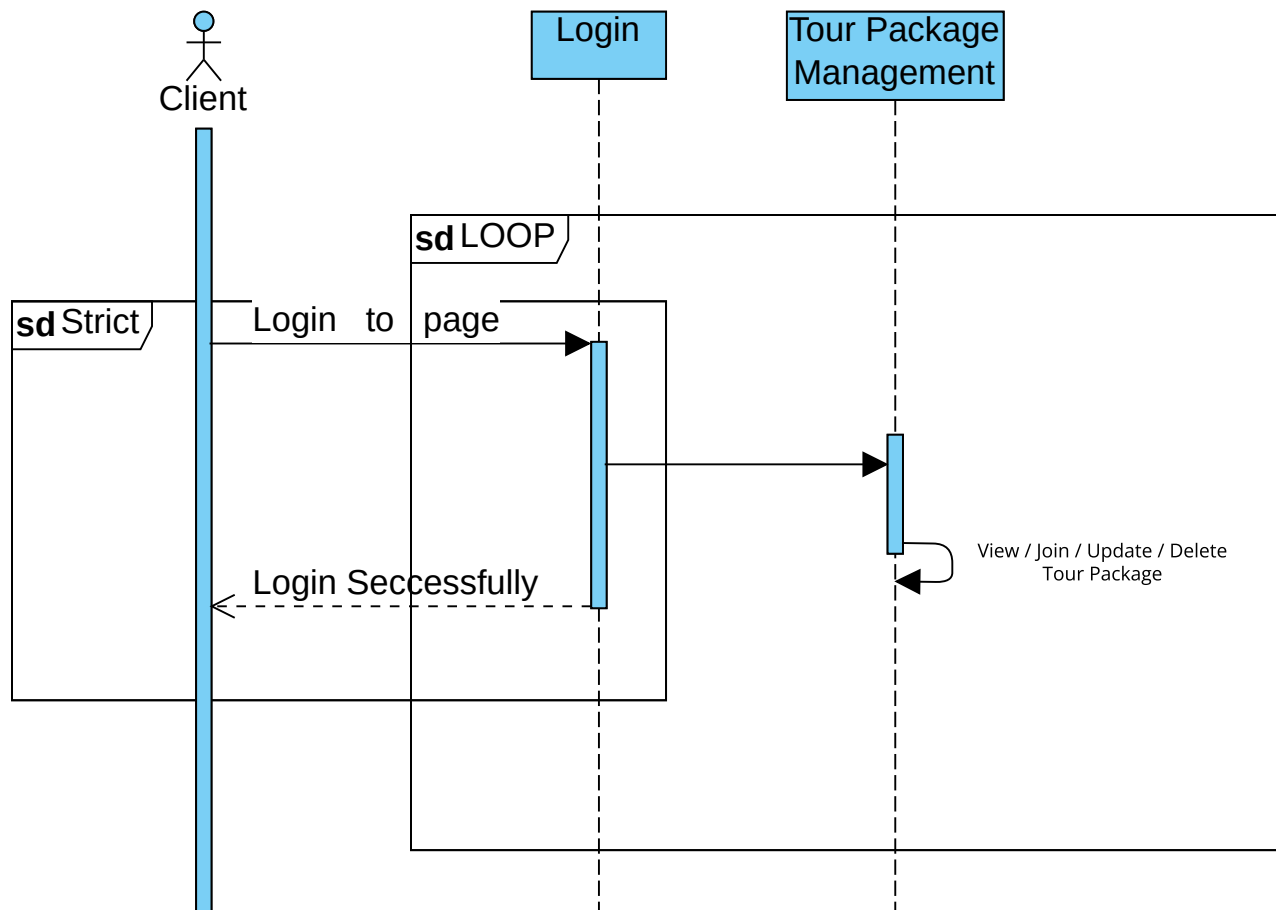 Client
Login
Tour Package
Management
sd LOOP
sd Strict
Login to page
View / Join / Update / Delete
Tour Package
Login Seccessfully